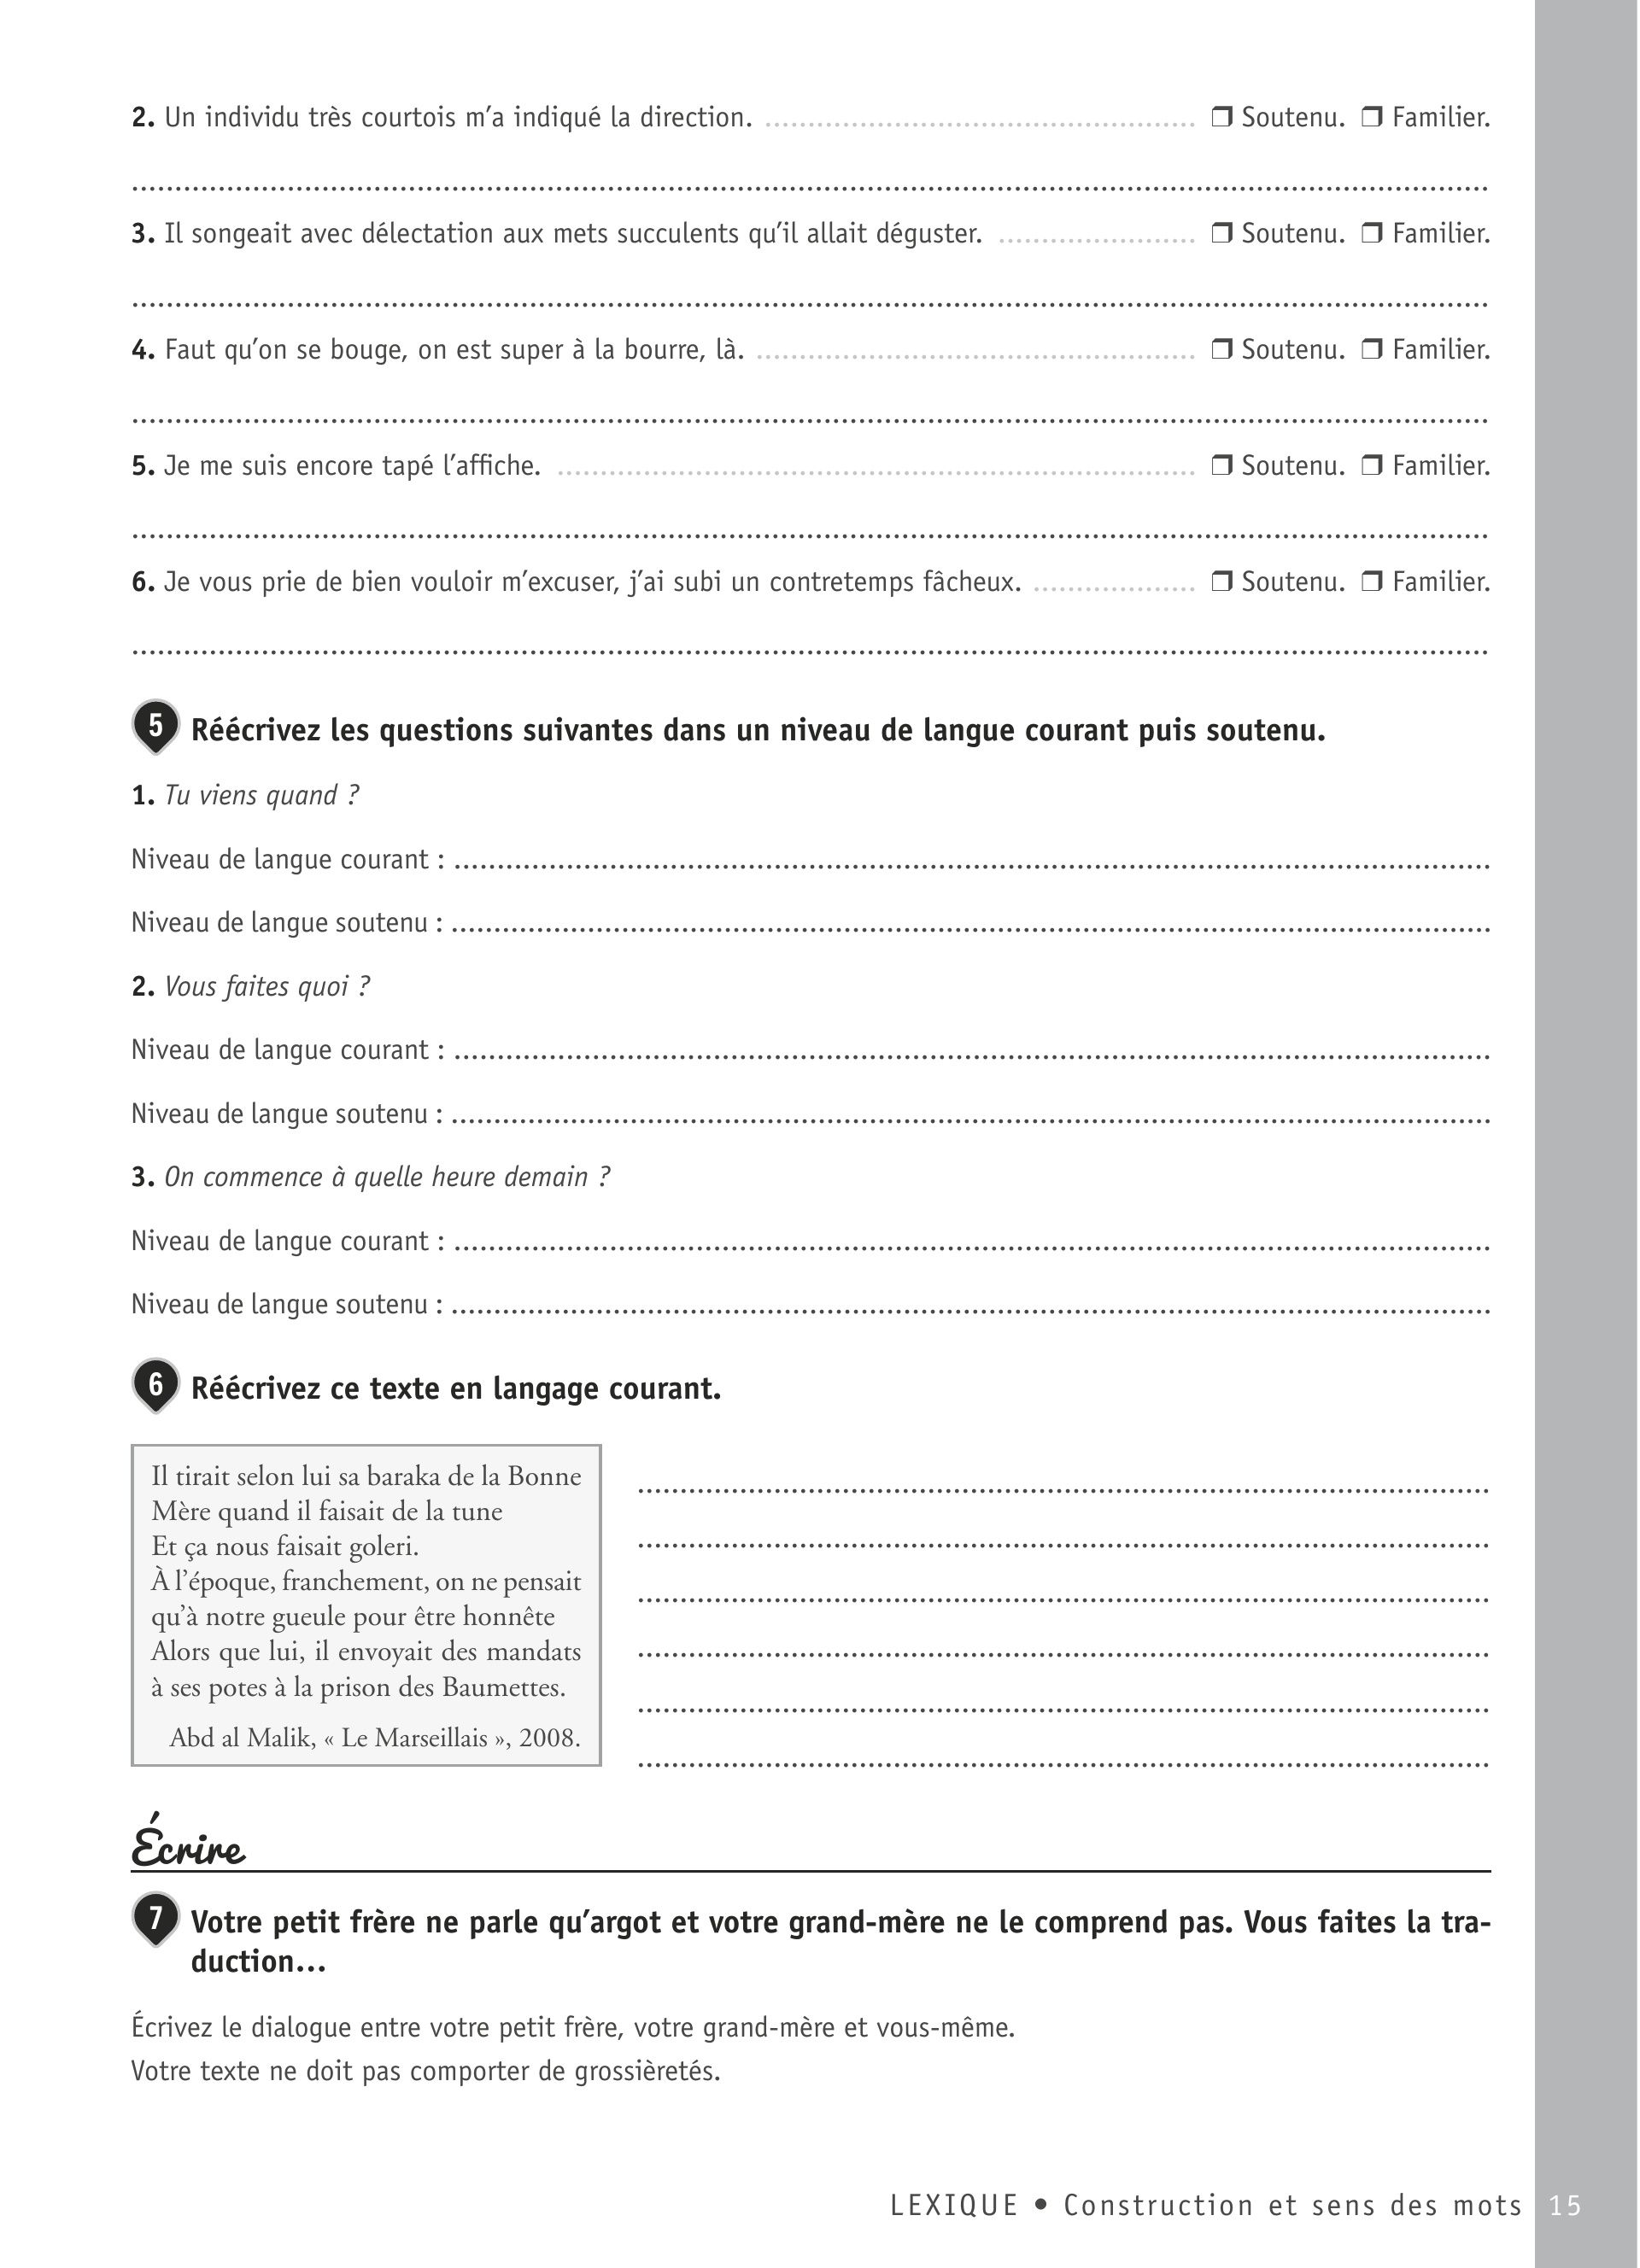 2. Un individu très courtois m’a indiqué la direction. ❒ Soutenu. ❒ Familier.
3. Il songeait avec délectation aux mets succulents qu’il allait déguster. ❒ Soutenu. ❒ Familier.
4. Faut qu’on se bouge, on est super à la bourre, là. ❒ Soutenu. ❒ Familier.
5. Je me suis encore tapé l’affiche. ❒ Soutenu. ❒ Familier.
6. Je vous prie de bien vouloir m’excuser, j’ai subi un contretemps fâcheux. ❒ Soutenu. ❒ Familier.
5 Réécrivez les questions suivantes dans un niveau de langue courant puis soutenu.
1. Tu viens quand ?
Niveau de langue courant :
Niveau de langue soutenu :
2. Vous faites quoi ?
Niveau de langue courant :
Niveau de langue soutenu :
3. On commence à quelle heure demain ?
Niveau de langue courant :
Niveau de langue soutenu :
6 Réécrivez ce texte en langage courant.
Il tirait selon lui sa baraka de la Bonne
Mère quand il faisait de la tune
Et ça nous faisait goleri.
À l’époque, franchement, on ne pensait
qu’à notre gueule pour être honnête
Alors que lui, il envoyait des mandats
à ses potes à la prison des Baumettes.
Abd al Malik, « Le Marseillais », 2008.
Écrire
7 Votre petit frère ne parle qu’argot et votre grand-mère ne le comprend pas. Vous faites la tra-
duction…
Écrivez le dialogue entre votre petit frère, votre grand-mère et vous-même.
Votre texte ne doit pas comporter de grossièretés.
LEXIQUE • Construction et sens des mots 15